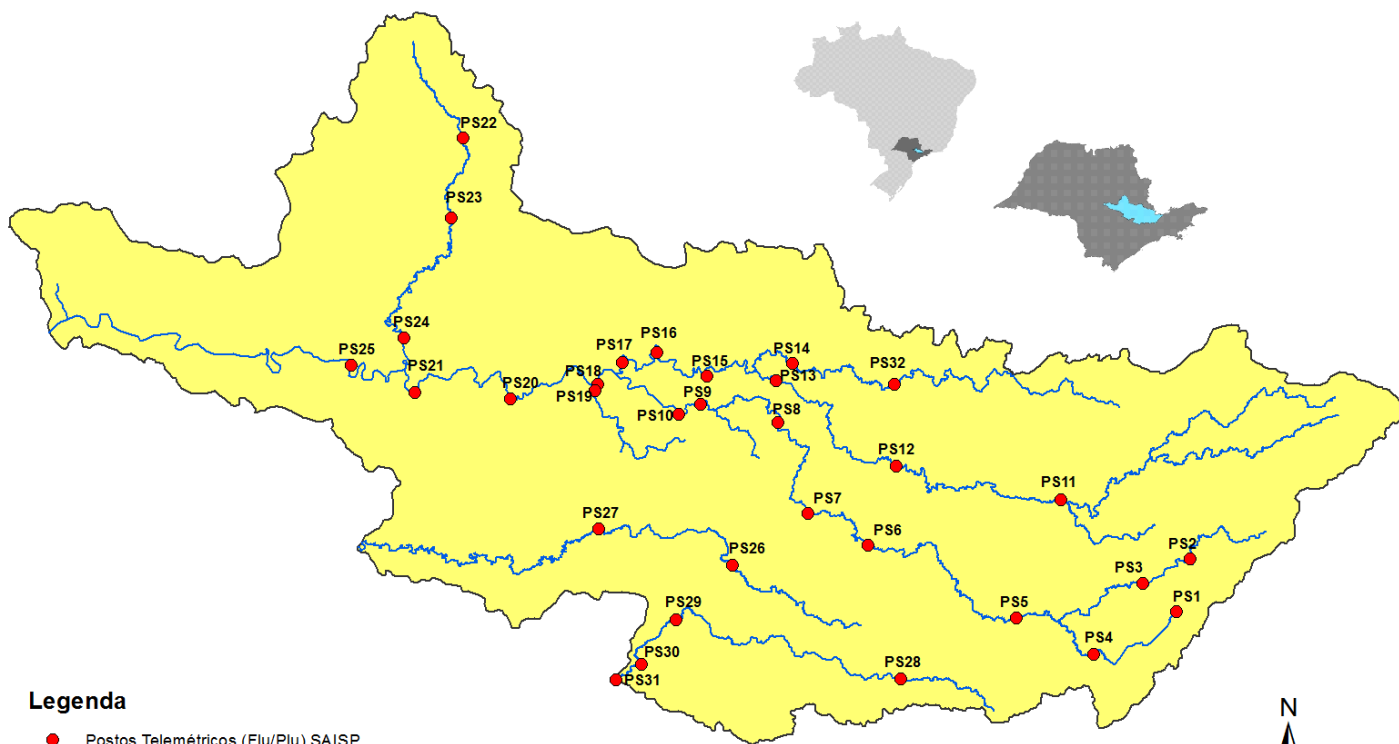 PS22
PS23
PS24
PS25
PS21
PS20
PS17
PS16
PS18
PS19
PS15
PS14
PS13
PS32
PS9
PS10
PS8
PS12
PS11
PS7
PS6
PS27
PS26
PS2
PS3
PS1
PS5
PS4
PS29
PS30
PS31
PS28
Legenda
N
Postos Telemétricos (Flu/Plu) SAISP